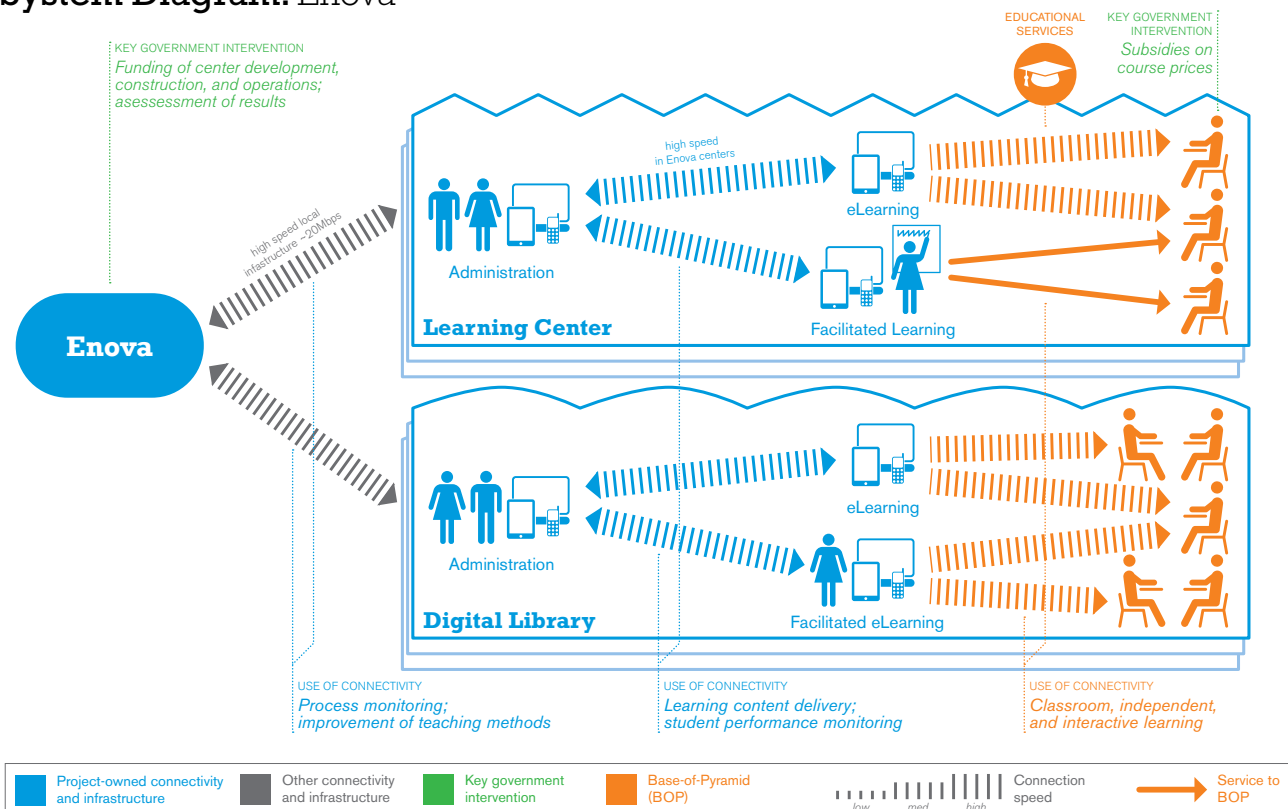 System Diagram: Enova
KEY GOVERNMENT INTERVENTION
Funding of center development,
construction, and operations;
asessessment of results
EDUCATIONAL
SERVICES
KEY GOVERNMENT
INTERVENTION
Subsidies on
course prices
high speed local
infastructure ~20Mbps
high speed
in Enova centers
eLearning
Administration
Facilitated Learning
Learning Center
Enova
eLearning
Administration
Facilitated eLearning
Digital Library
USE OF CONNECTIVITY
Process monitoring;
improvement of teaching methods
USE OF CONNECTIVITY
Learning content delivery;
student performance monitoring
USE OF CONNECTIVITY
Classroom, independent,
and interactive learning
Project-owned connectivity
and infrastructure
Other connectivity
and infrastructure
Key government
intervention
Base-of-Pyramid
(BOP)
low med high
Connection
speed
Service to
BOP